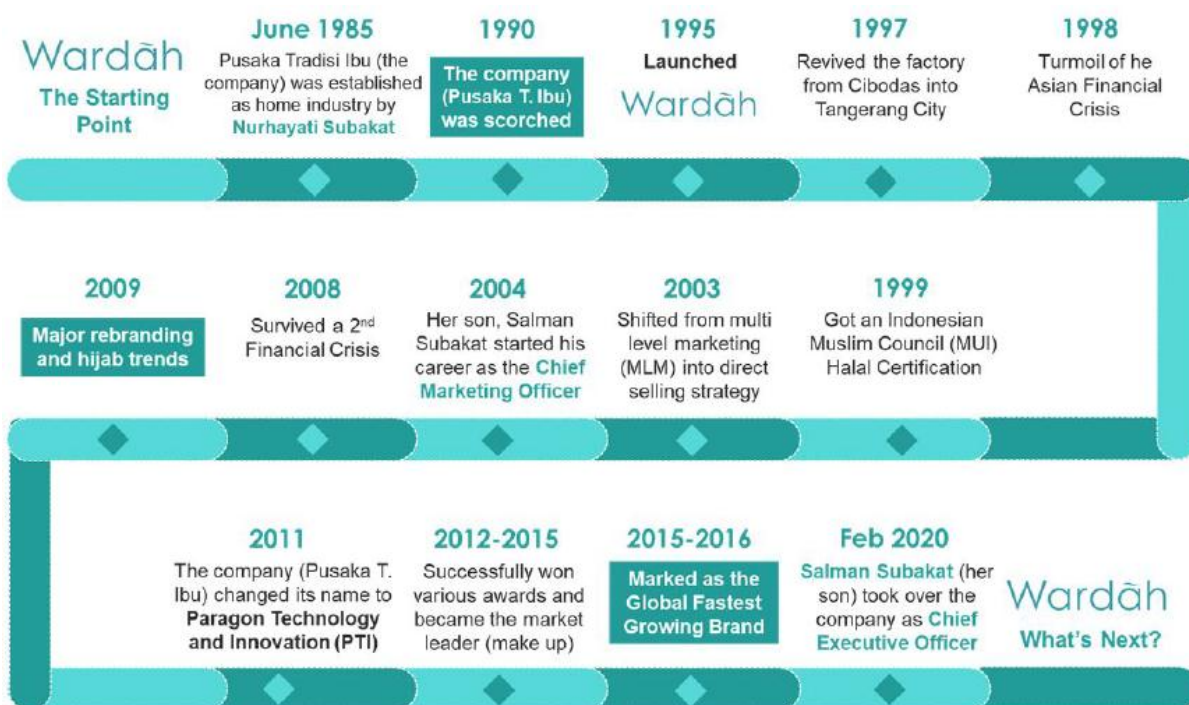 Wardāh
The Starting
Point
June 1985
Pusaka Tradisi Ibu (the
company) was established
as home industry by
Nurhayati Subakat
1990
The company
(Pusaka T. Ibu)
was scorched
1995
Launched
Wardāh
1997
Revived the factory
from Cibodas into
Tangerang City
1998
Turmoil of he
Asian Financial
Crisis
2009
Major rebranding
and hijab trends
2008
Survived a 2nd
Financial Crisis
2004
Her son, Salman
Subakat started his
career as the Chief
Marketing Officer
2003
Shifted from multi
level marketing
(MLM) into direct
selling strategy
1999
Got an Indonesian
Muslim Council (MUI)
Halal Certification
2011
The company (Pusaka T.
Ibu) changed its name to
Paragon Technology
and Innovation (PTI)
2012-2015
Successfully won
various awards and
became the market
leader (make up)
2015-2016
Marked as the
Global Fastest
Growing Brand
Feb 2020
Salman Subakat (her
son) took over the
company as Chief
Executive Officer
Wardāh
What's Next?